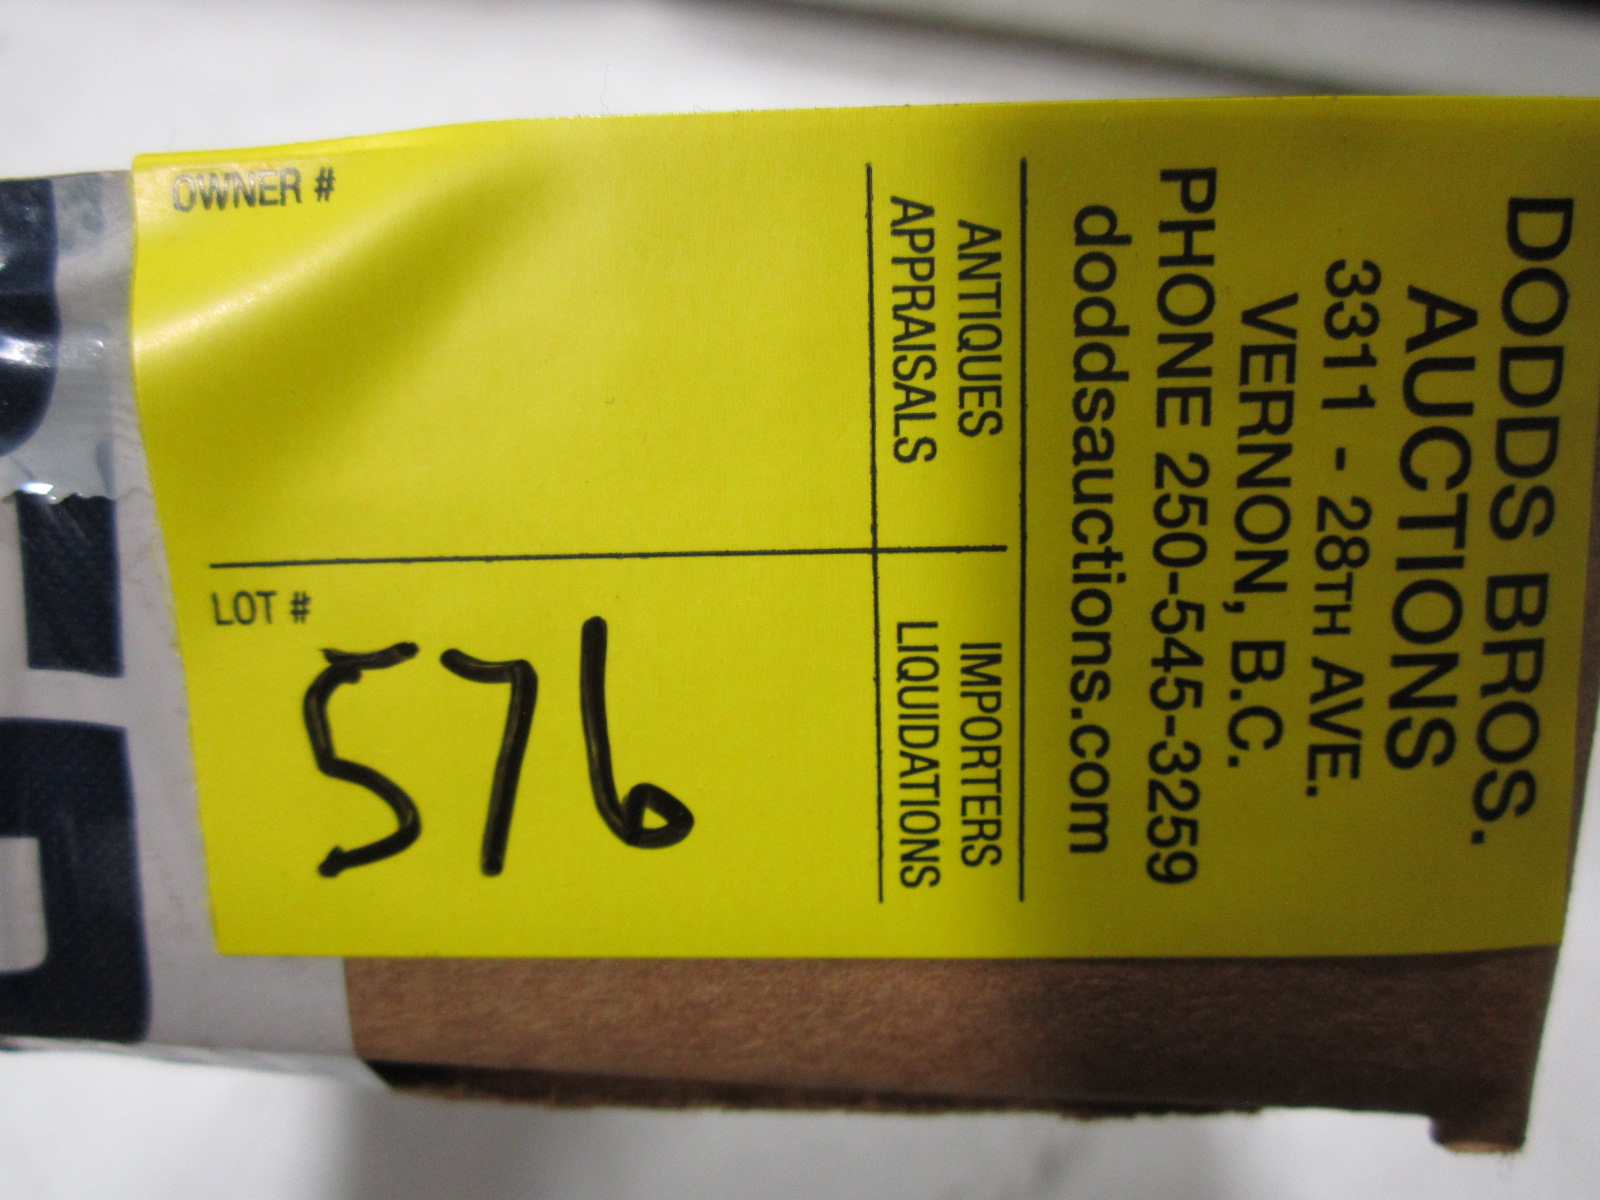 DODDS BROS.
AUCTIONS
3311 - 28TH AVE.
VERNON, B.C.
PHONE 250-545-3259
doddsauctions.com
ANTIQUES IMPORTERS
APPRAISALS LIQUIDATIONS
OWNER #
LOT #
576